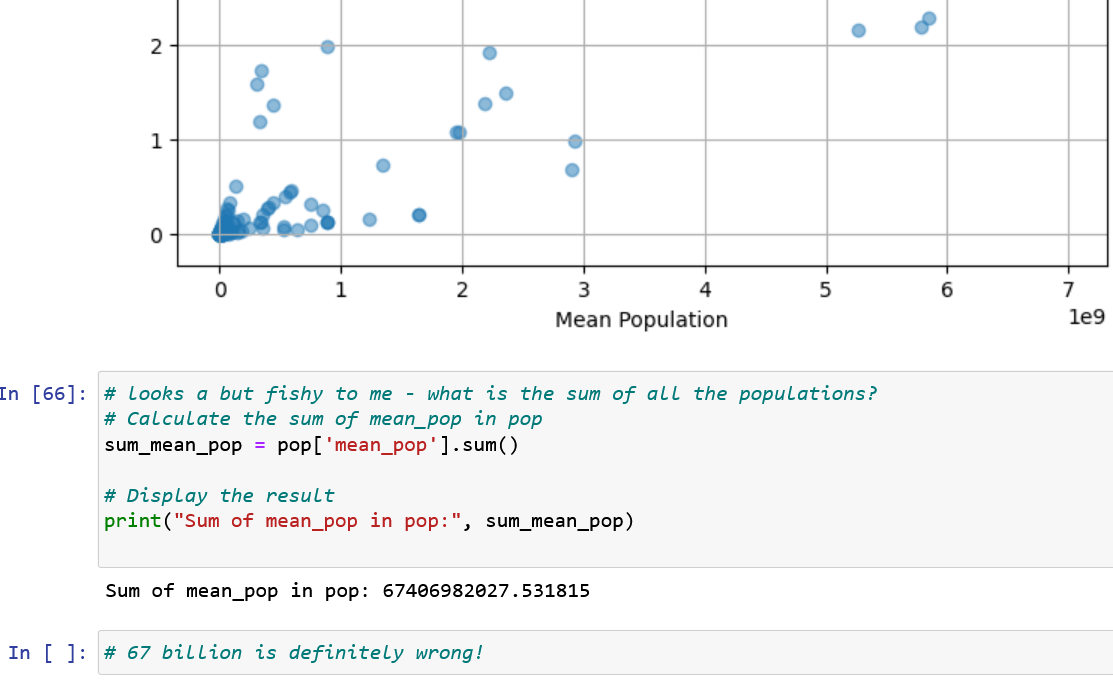 2
1
0
0 1 2 3 4 5 6 7
1e9
Mean Population
In [66]:
# looks a but fishy to me - what is the sum of all the populations?
# Calculate the sum of mean_pop in pop
sum_mean_pop = pop['mean_pop'].sum()
# Display the result
print("Sum of mean_pop in pop:", sum_mean_pop)
Sum of mean_pop in pop: 67406982027.531815
In [ ]:
# 67 billion is definitely wrong!